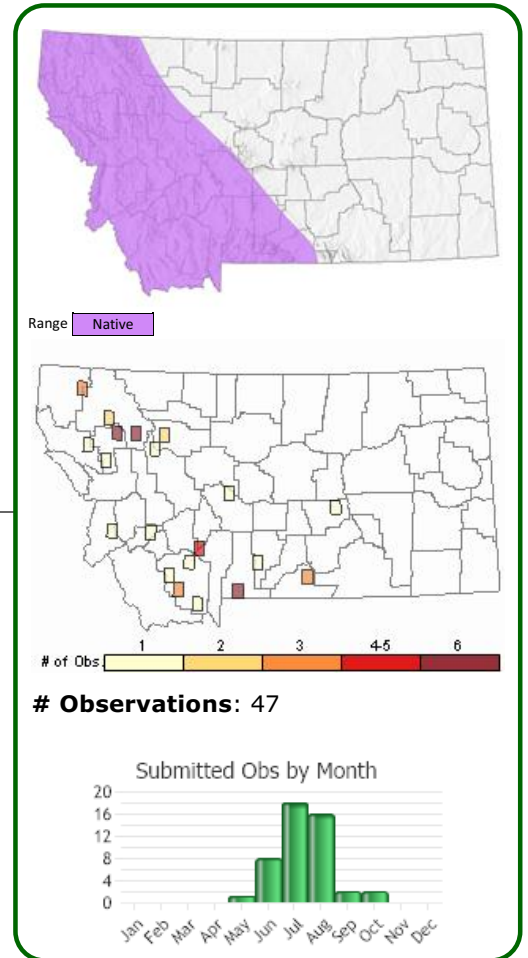 Range Native
1 2 3 4-5 6
# of Obs.
# Observations: 47
Submitted Obs by Month
20
16
12
8
4
0
Jan Feb Mar Apr May Jun Jul Aug Sep Oct Nov Dec